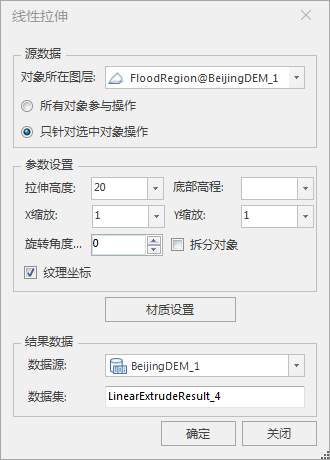 线性拉伸
源数据
对象所在图层: FloodRegion@BeijingDEM_1
所有对象参与操作
只针对选中对象操作
参数设置
拉伸高度: 20 底部高程:
X缩放: 1 Y缩放: 1
旋转角度... 0 拆分对象
纹理坐标
材质设置
结果数据
数据源: BeijingDEM_1
数据集: LinearExtrudeResult_4
确定 关闭